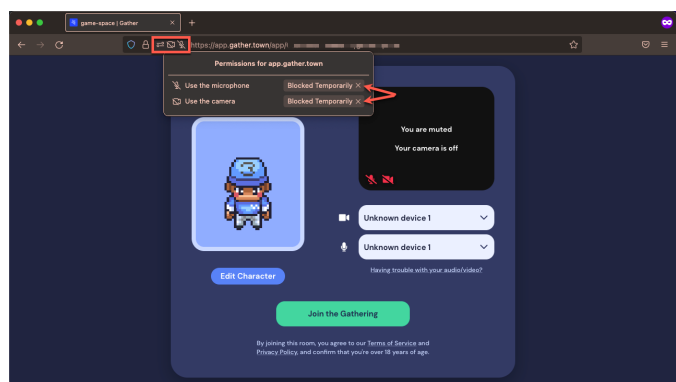 game-space | Gather
https://app.gather.town/app/
Permissions for app.gather.town
Use the microphone
Blocked Temporarily
Use the camera
Blocked Temporarily
You are muted
Your camera is off
Unknown device 1
Unknown device 1
Edit Character
Having trouble with your audio/video?
Join the Gathering
By joining this room, you agree to our Terms of Service and
Privacy Policy, and confirm that you're over 18 years of age.